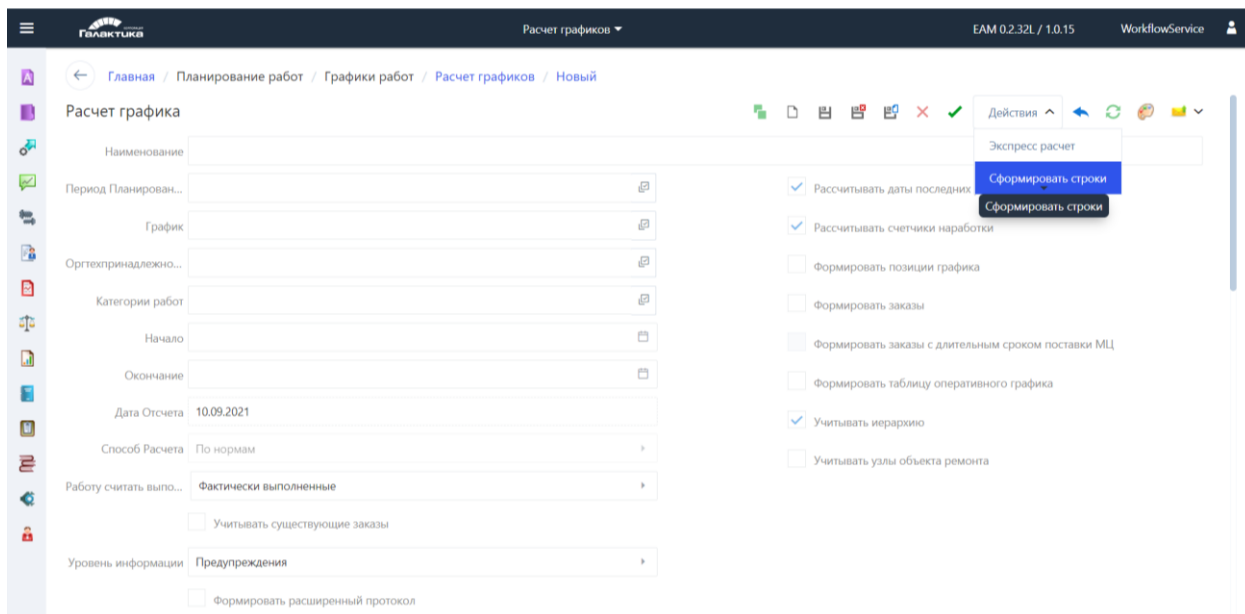 Галактика
Расчет графиков
EAM 0.2.32L / 1.0.15
WorkflowService
Главная / Планирование работ / Графики работ / Расчет графиков / Новый
Расчет графика
Действия
Экспресс расчет
Сформировать строки
Сформировать строки
Наименование
Период Планирован...
График
Оргтехпринадлежно...
Категории работ
Начало
Окончание
Дата Отсчета 10.09.2021
Способ Расчета По нормам
Работу считать выпо... Фактически выполненные
Учитывать существующие заказы
Уровень информации Предупреждения
Формировать расширенный протокол
Рассчитывать даты последних
Рассчитывать счетчики наработки
Формировать позиции графика
Формировать заказы
Формировать заказы с длительным сроком поставки МЦ
Формировать таблицу оперативного графика
Учитывать иерархию
Учитывать узлы объекта ремонта